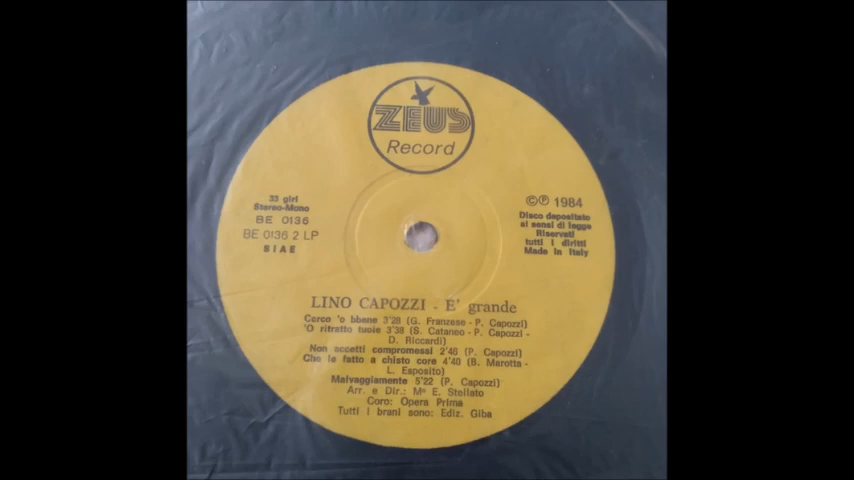 ZEUS
Record
33 giri
Stereo-Mono
BE 0136
BE 0136 2 LP
SIAE
©℗ 1984
Disco depositato
ai sensi di legge
Riservati
tutti i diritti
Made in Italy
LINO CAPOZZI - E' grande
Cerco 'o bbene 3'28 (G. Franzese - P. Capozzi)
'O ritratto tuoie 3'38 (S. Cataneo - P. Capozzi -
D. Riccardi)
Non accetti compromessi 2'46 (P. Capozzi)
Che le fatto a chisto core 4'40 (B. Marotta -
L. Esposito)
Malvaggiamente 5'22 (P. Capozzi)
Arr. e Dir.: Mº E. Stellato
Coro: Opera Prima
Tutti i brani sono: Ediz. Giba